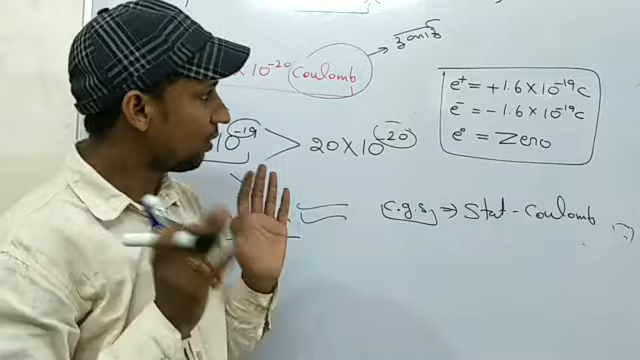 × 10⁻²⁰ Coulomb
e⁺ = +1.6 × 10⁻¹⁹ C
e⁻ = −1.6 × 10⁻¹⁹ C
e⁰ = Zero
10⁻¹⁹ > 20 × 10⁻²⁰
c.g.s. ⇒ Stat-Coulomb